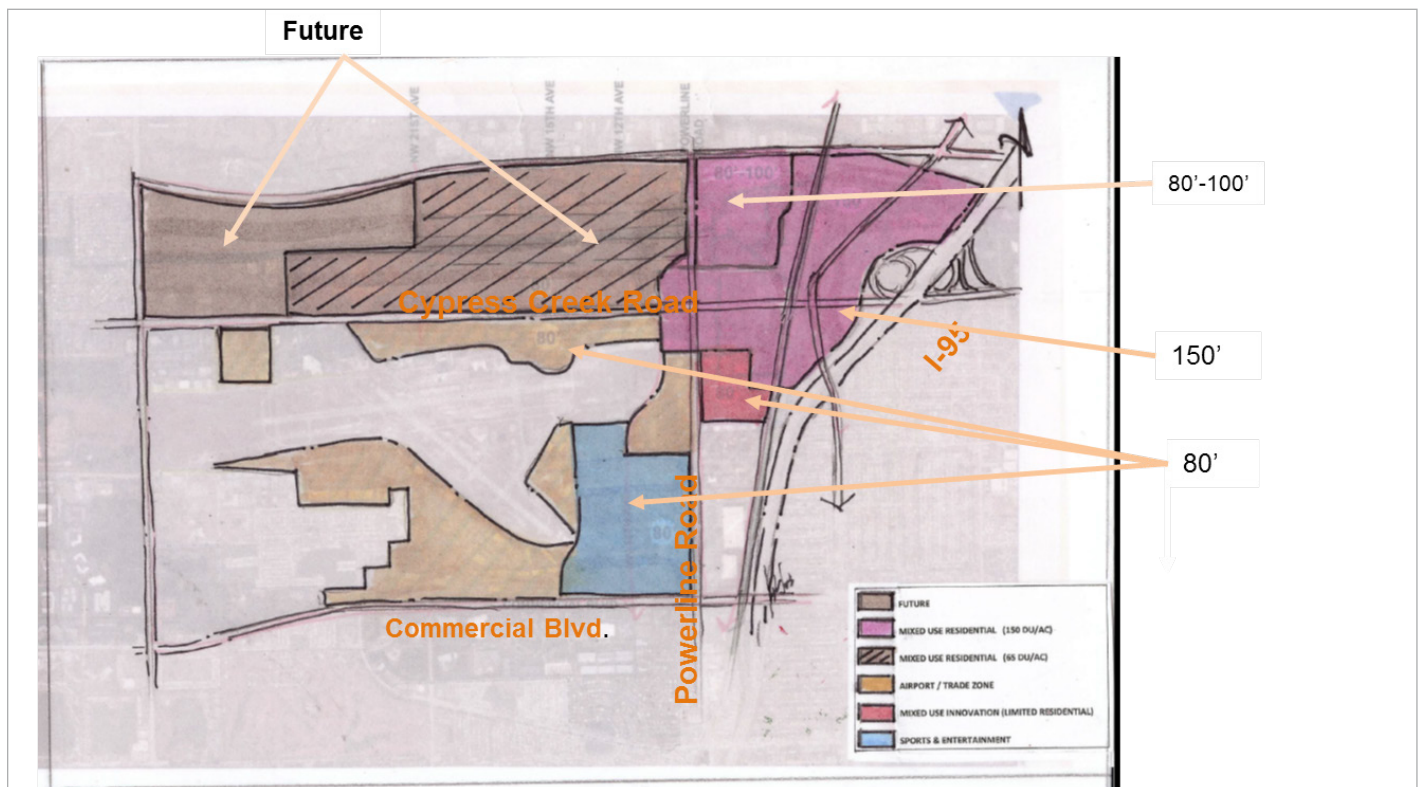 Future
NW 21ST AVE
NW 15TH AVE
NW 12TH AVE
POWERLINE
ROAD
80'-100'
80'-100'
Cypress Creek Road
80'
I-95
150'
80'
80'
80
Powerline Road
Commercial Blvd.
FUTURE
MIXED USE RESIDENTIAL (150 DU/AC)
MIXED USE RESIDENTIAL (65 DU/AC)
AIRPORT / TRADE ZONE
MIXED USE INNOVATION (LIMITED RESIDENTIAL)
SPORTS & ENTERTAINMENT